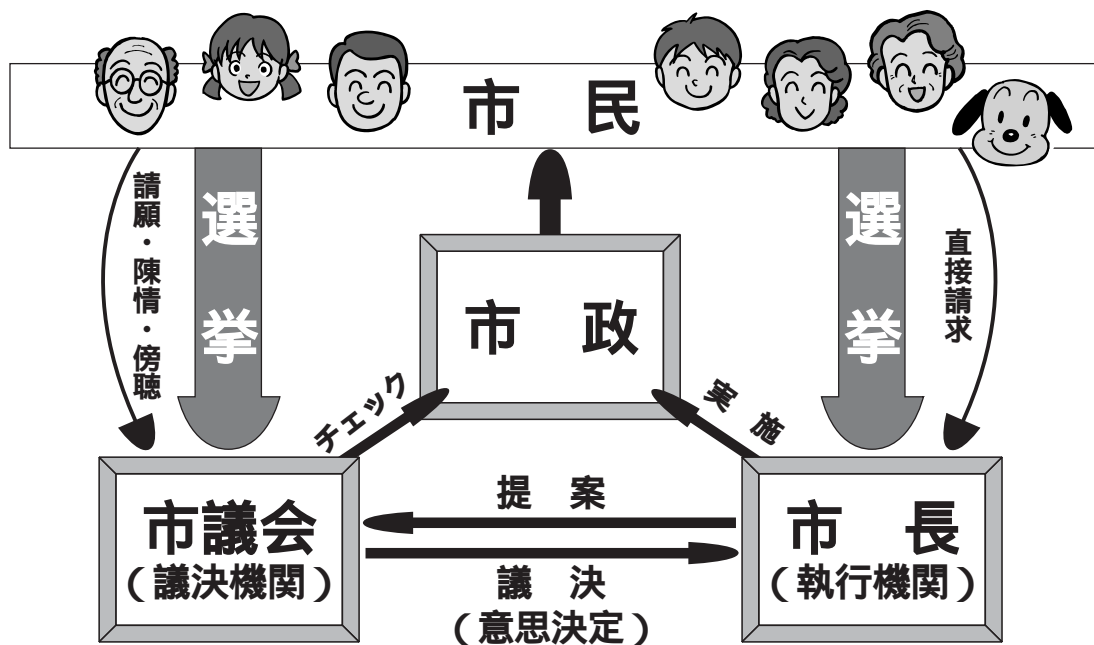 市　民
請願・陳情・傍聴
選挙
選挙
直接請求
市　政
チェック
実　施
提　案
市議会
（議決機関）
市　長
（執行機関）
議　決
（意思決定）